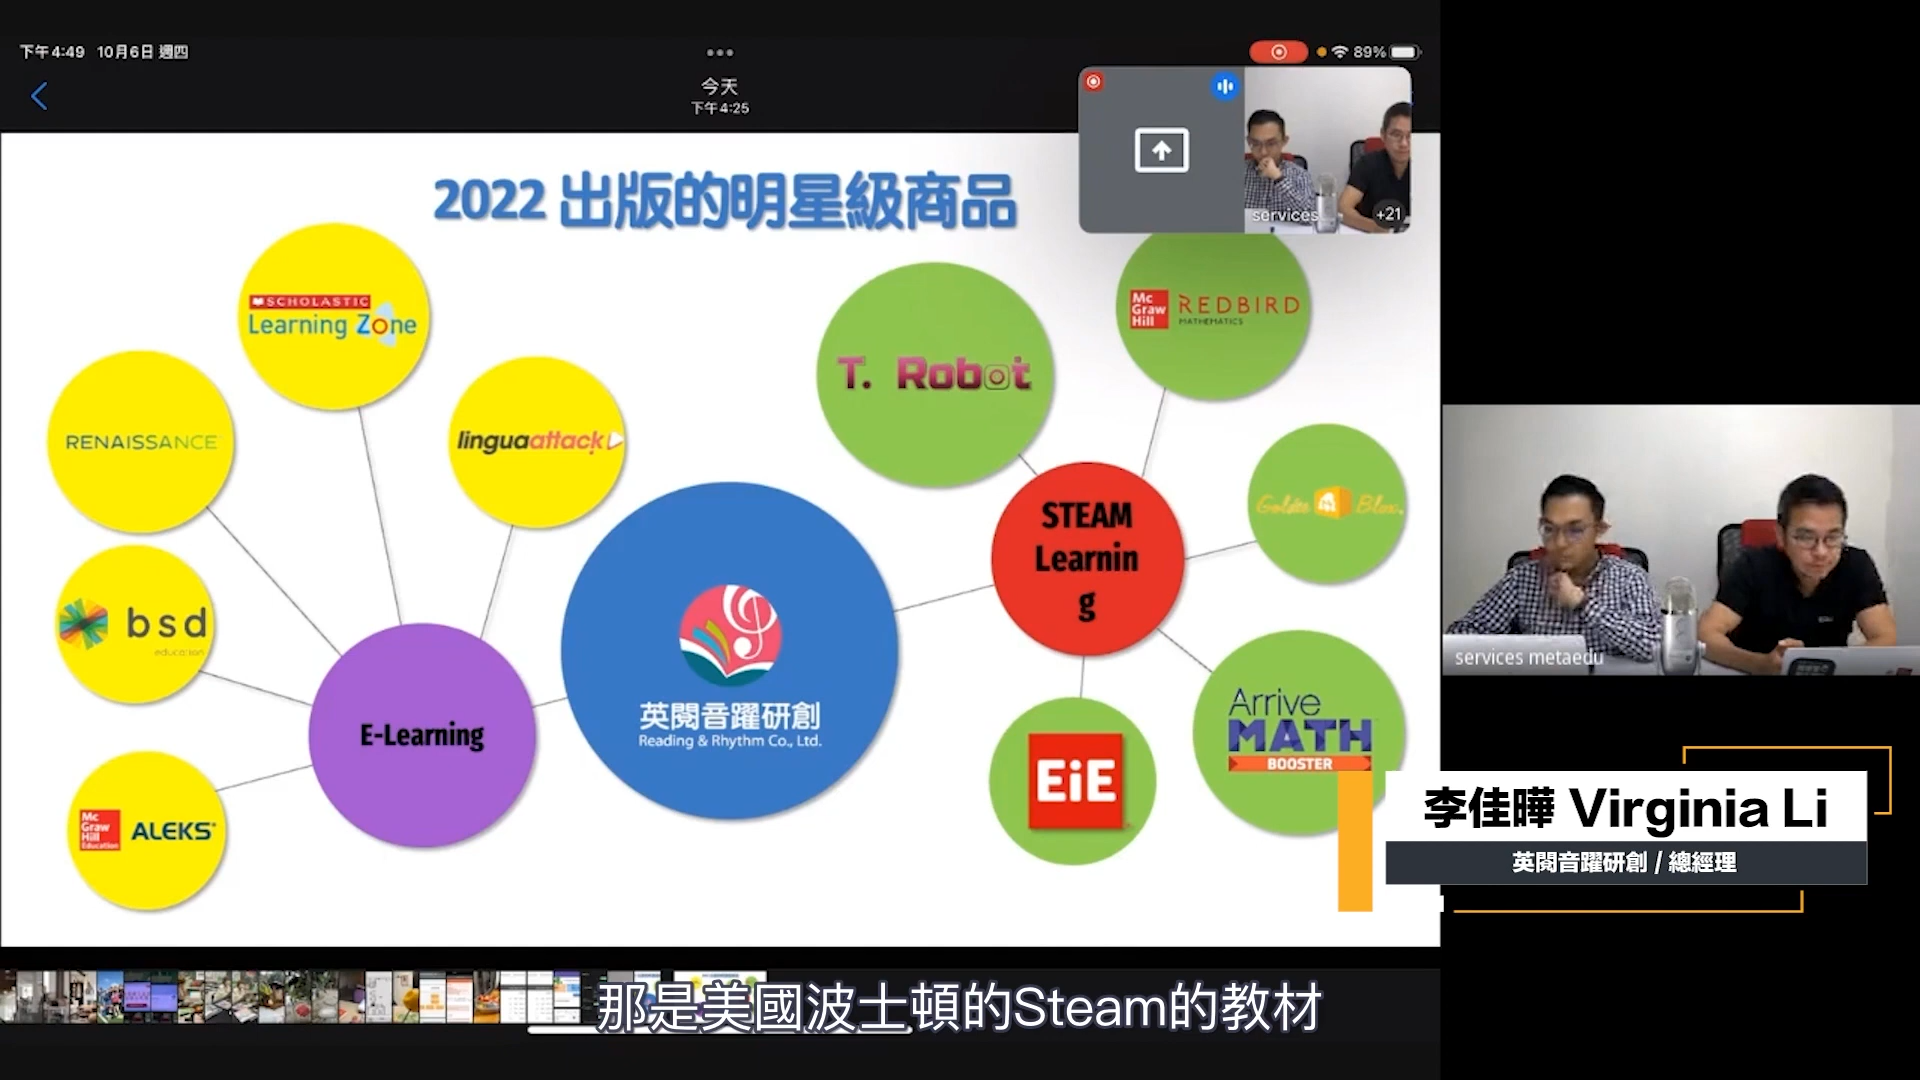 下午4:49 10月6日 週四
89%
今天
下午4:25
services
+21
2022 出版的明星級商品
SCHOLASTIC
Learning Zone
RENAISSANCE
linguaattack
bsd
education
Mc
Graw
Hill
Education
ALEKS
E-Learning
英閱音躍研創
Reading & Rhythm Co., Ltd.
T. Robot
Mc
Graw
Hill
REDBIRD
MATHEMATICS
STEAM
Learnin
g
Goldie Blox
EiE
Arrive
MATH
BOOSTER
services metaedu
李佳曄 Virginia Li
英閱音躍研創 / 總經理
那是美國波士頓的Steam的教材